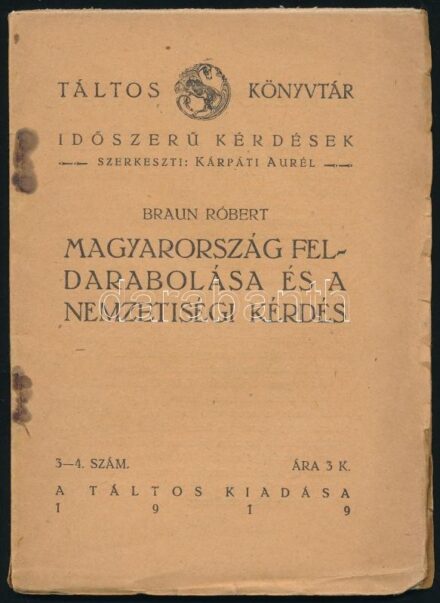 TÁLTOS KÖNYVTÁR
IDŐSZERŰ KÉRDÉSEK
SZERKESZTI: KÁRPÁTI AURÉL
BRAUN RÓBERT
MAGYARORSZÁG FEL-
DARABOLÁSA ÉS A
NEMZETISÉGI KÉRDÉS
darabanth
3—4. SZÁM. ÁRA 3 K.
A TÁLTOS KIADÁSA
1919